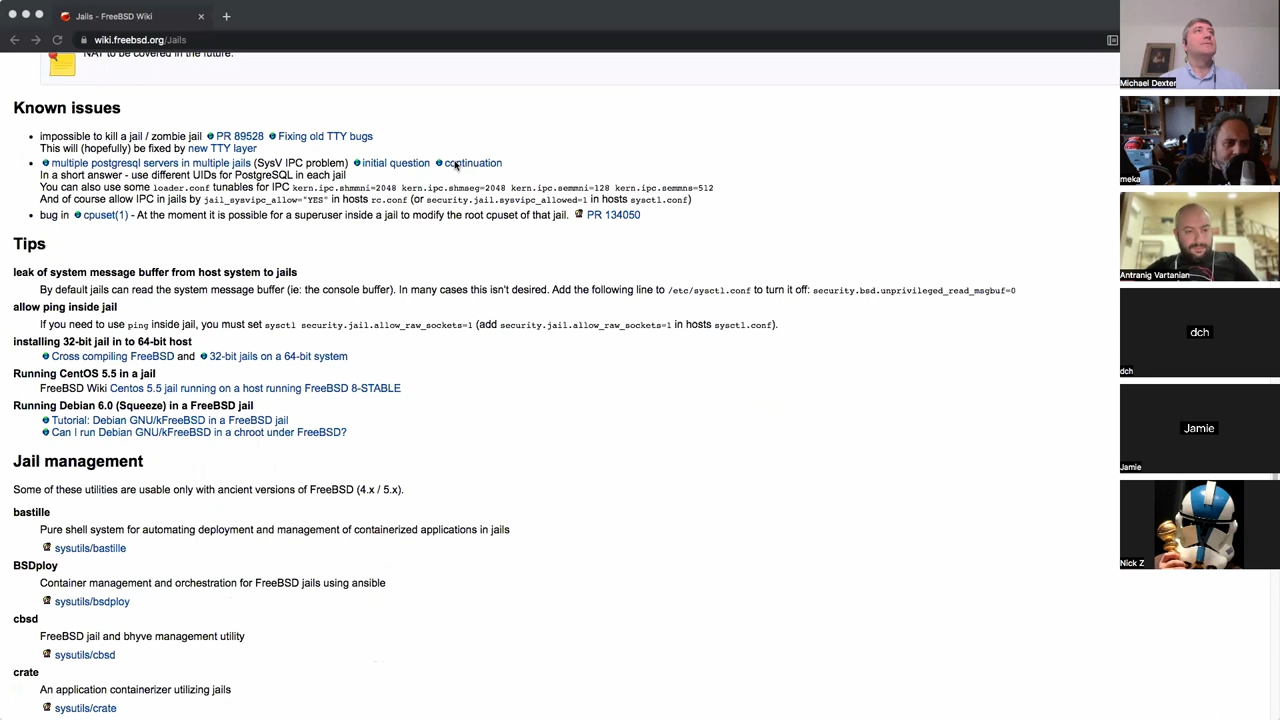 Jails - FreeBSD Wiki
wiki.freebsd.org/Jails
NAT to be covered in the future.
Known issues
impossible to kill a jail / zombie jail PR 89528 Fixing old TTY bugs
This will (hopefully) be fixed by new TTY layer
multiple postgresql servers in multiple jails (SysV IPC problem) initial question continuation
In a short answer - use different UIDs for PostgreSQL in each jail
You can also use some loader.conf tunables for IPC kern.ipc.shmmni=2048 kern.ipc.shmseg=2048 kern.ipc.semmni=128 kern.ipc.semmns=512
And of course allow IPC in jails by jail_sysvipc_allow="YES" in hosts rc.conf (or security.jail.sysvipc_allowed=1 in hosts sysctl.conf)
bug in cpuset(1) - At the moment it is possible for a superuser inside a jail to modify the root cpuset of that jail. PR 134050
Tips
leak of system message buffer from host system to jails
By default jails can read the system message buffer (ie: the console buffer). In many cases this isn't desired. Add the following line to /etc/sysctl.conf to turn it off: security.bsd.unprivileged_read_msgbuf=0
allow ping inside jail
If you need to use ping inside jail, you must set sysctl security.jail.allow_raw_sockets=1 (add security.jail.allow_raw_sockets=1 in hosts sysctl.conf).
installing 32-bit jail in to 64-bit host
Cross compiling FreeBSD and 32-bit jails on a 64-bit system
Running CentOS 5.5 in a jail
FreeBSD Wiki Centos 5.5 jail running on a host running FreeBSD 8-STABLE
Running Debian 6.0 (Squeeze) in a FreeBSD jail
Tutorial: Debian GNU/kFreeBSD in a FreeBSD jail
Can I run Debian GNU/kFreeBSD in a chroot under FreeBSD?
Jail management
Some of these utilities are usable only with ancient versions of FreeBSD (4.x / 5.x).
bastille
Pure shell system for automating deployment and management of containerized applications in jails
sysutils/bastille
BSDploy
Container management and orchestration for FreeBSD jails using ansible
sysutils/bsdploy
cbsd
FreeBSD jail and bhyve management utility
sysutils/cbsd
crate
An application containerizer utilizing jails
sysutils/crate
Michael Dexter
meka
Antranig Vartanian
dch
dch
Jamie
Jamie
Nick Z